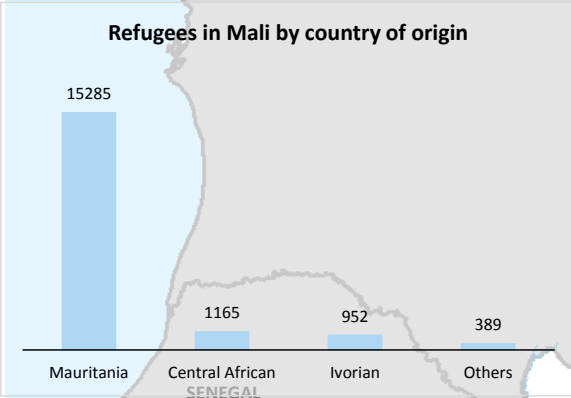 Refugees in Mali by country of origin
15285
1165
952
389
Mauritania Central African Ivorian Others
SENEGAL